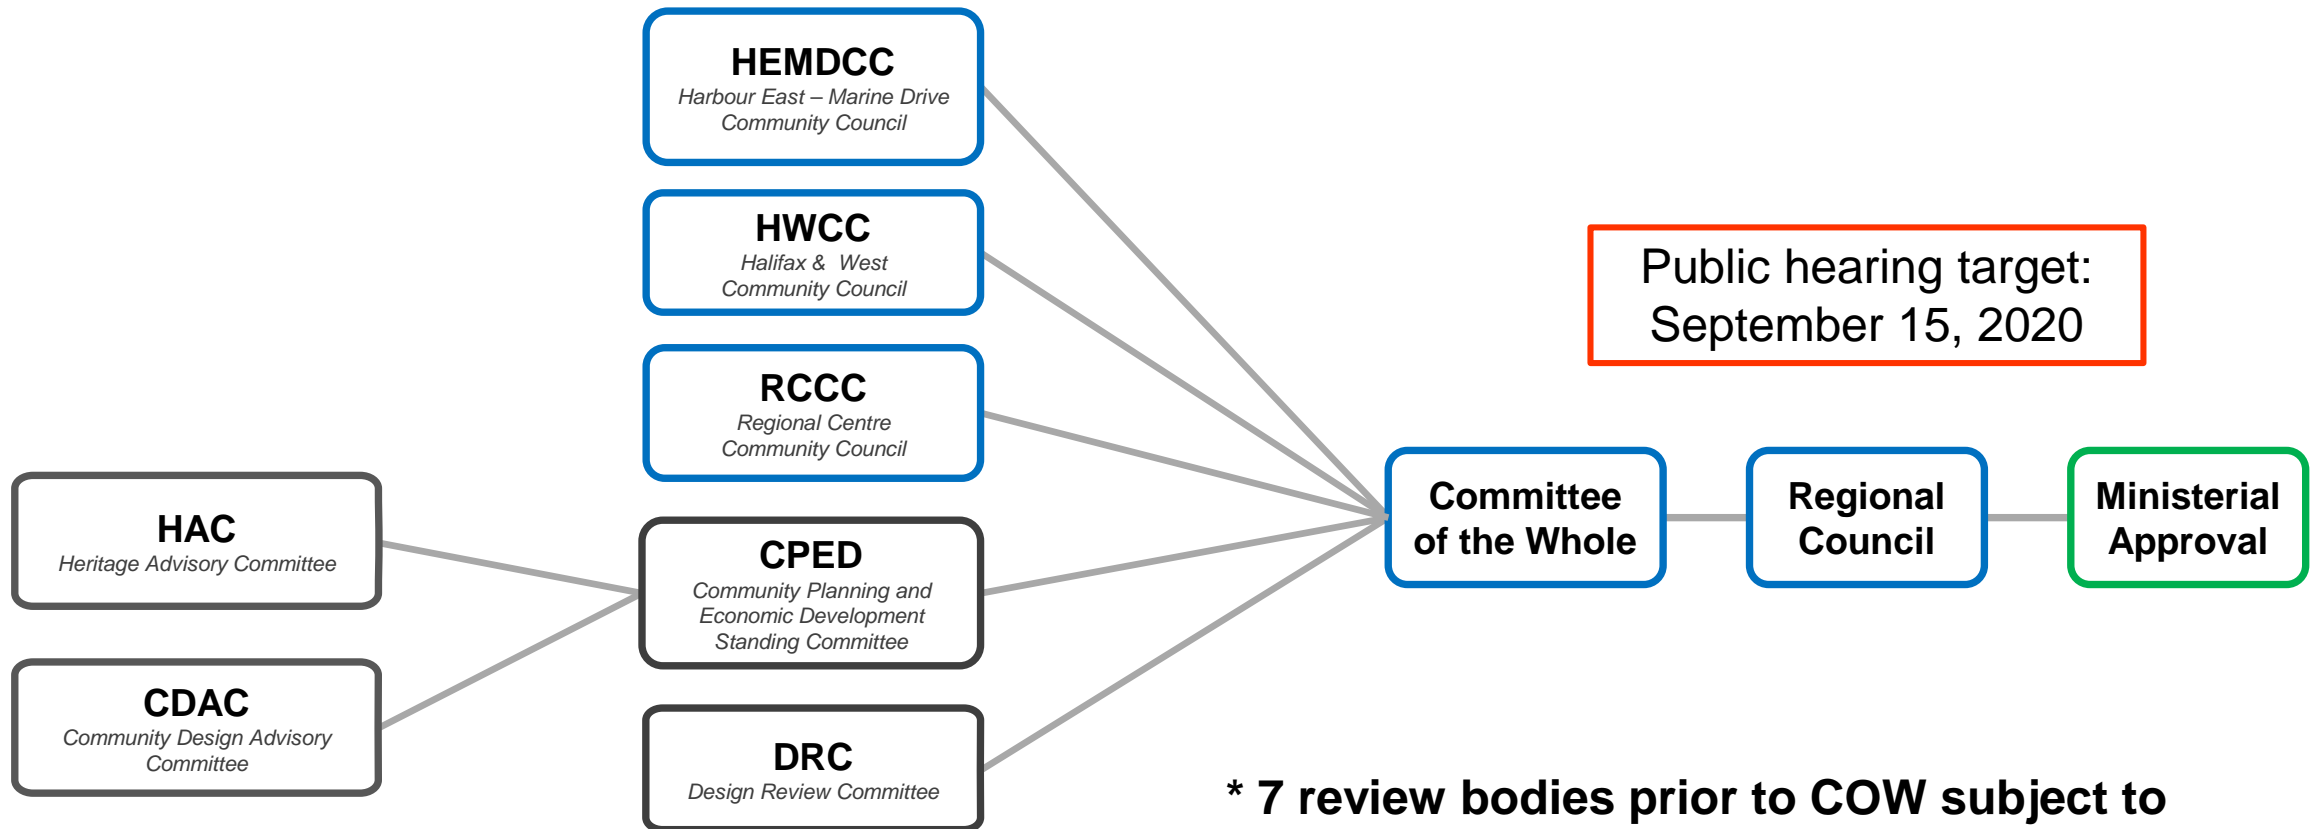 HEMDCC
Harbour East – Marine Drive
Community Council
HWCC
Halifax & West
Community Council
RCCC
Regional Centre
Community Council
HAC
Heritage Advisory Committee
CDAC
Community Design Advisory
Committee
CPED
Community Planning and
Economic Development
Standing Committee
DRC
Design Review Committee
Public hearing target:
September 15, 2020
Committee
of the Whole
Regional
Council
Ministerial
Approval
* 7 review bodies prior to COW subject to